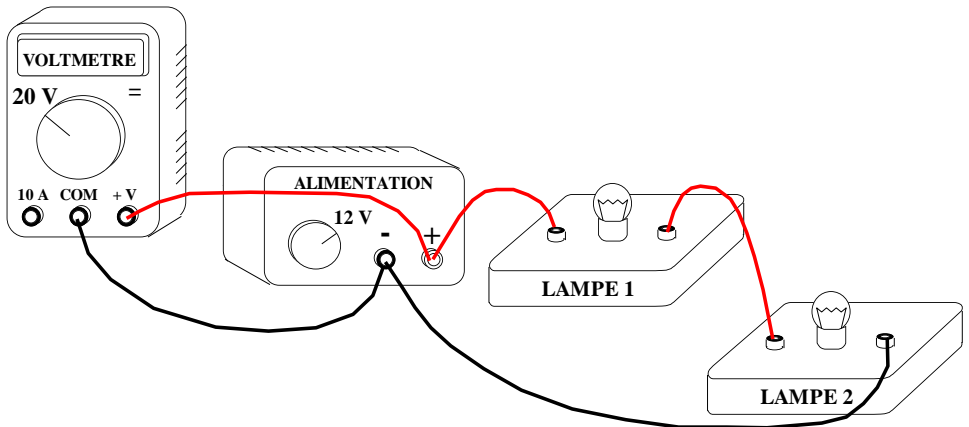 VOLTMETRE
20 V =
10 A COM + V
ALIMENTATION
12 V
- +
LAMPE 1
LAMPE 2